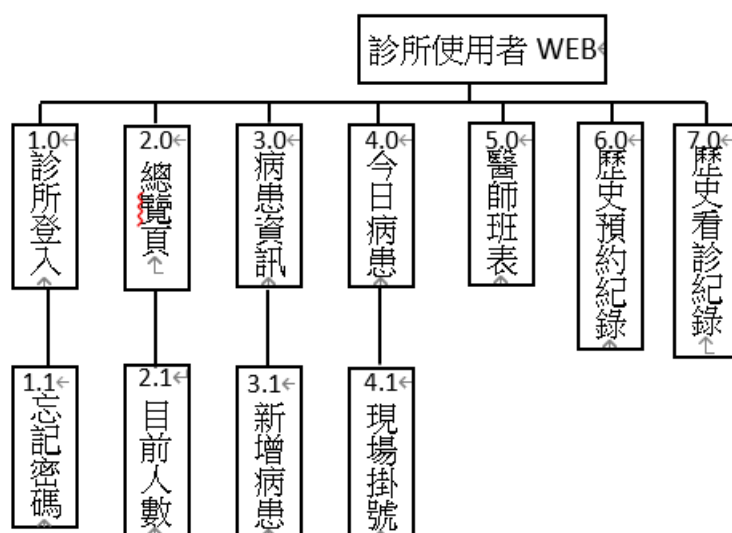 診所使用者 WEB
1.0
診所登入
2.0
總覽頁
3.0
病患資訊
4.0
今日病患
5.0
醫師班表
6.0
歷史預約紀錄
7.0
歷史看診紀錄
1.1
忘記密碼
2.1
目前人數
3.1
新增病患
4.1
現場掛號